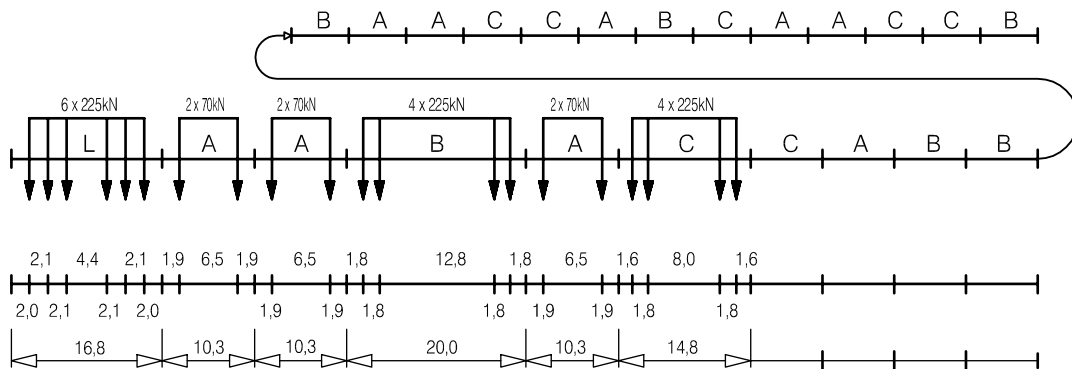 B A A C C A B C A A C C B
6 x 225kN 2 x 70kN 2 x 70kN 4 x 225kN 2 x 70kN 4 x 225kN
L A A B A C C A B B
2,1 4,4 2,1 1,9 6,5 1,9 6,5 1,8 12,8 1,8 6,5 1,6 8,0 1,6
2,0 2,1 2,1 2,0 1,9 1,9 1,8 1,8 1,9 1,9 1,8 1,8
16,8 10,3 10,3 20,0 10,3 14,8